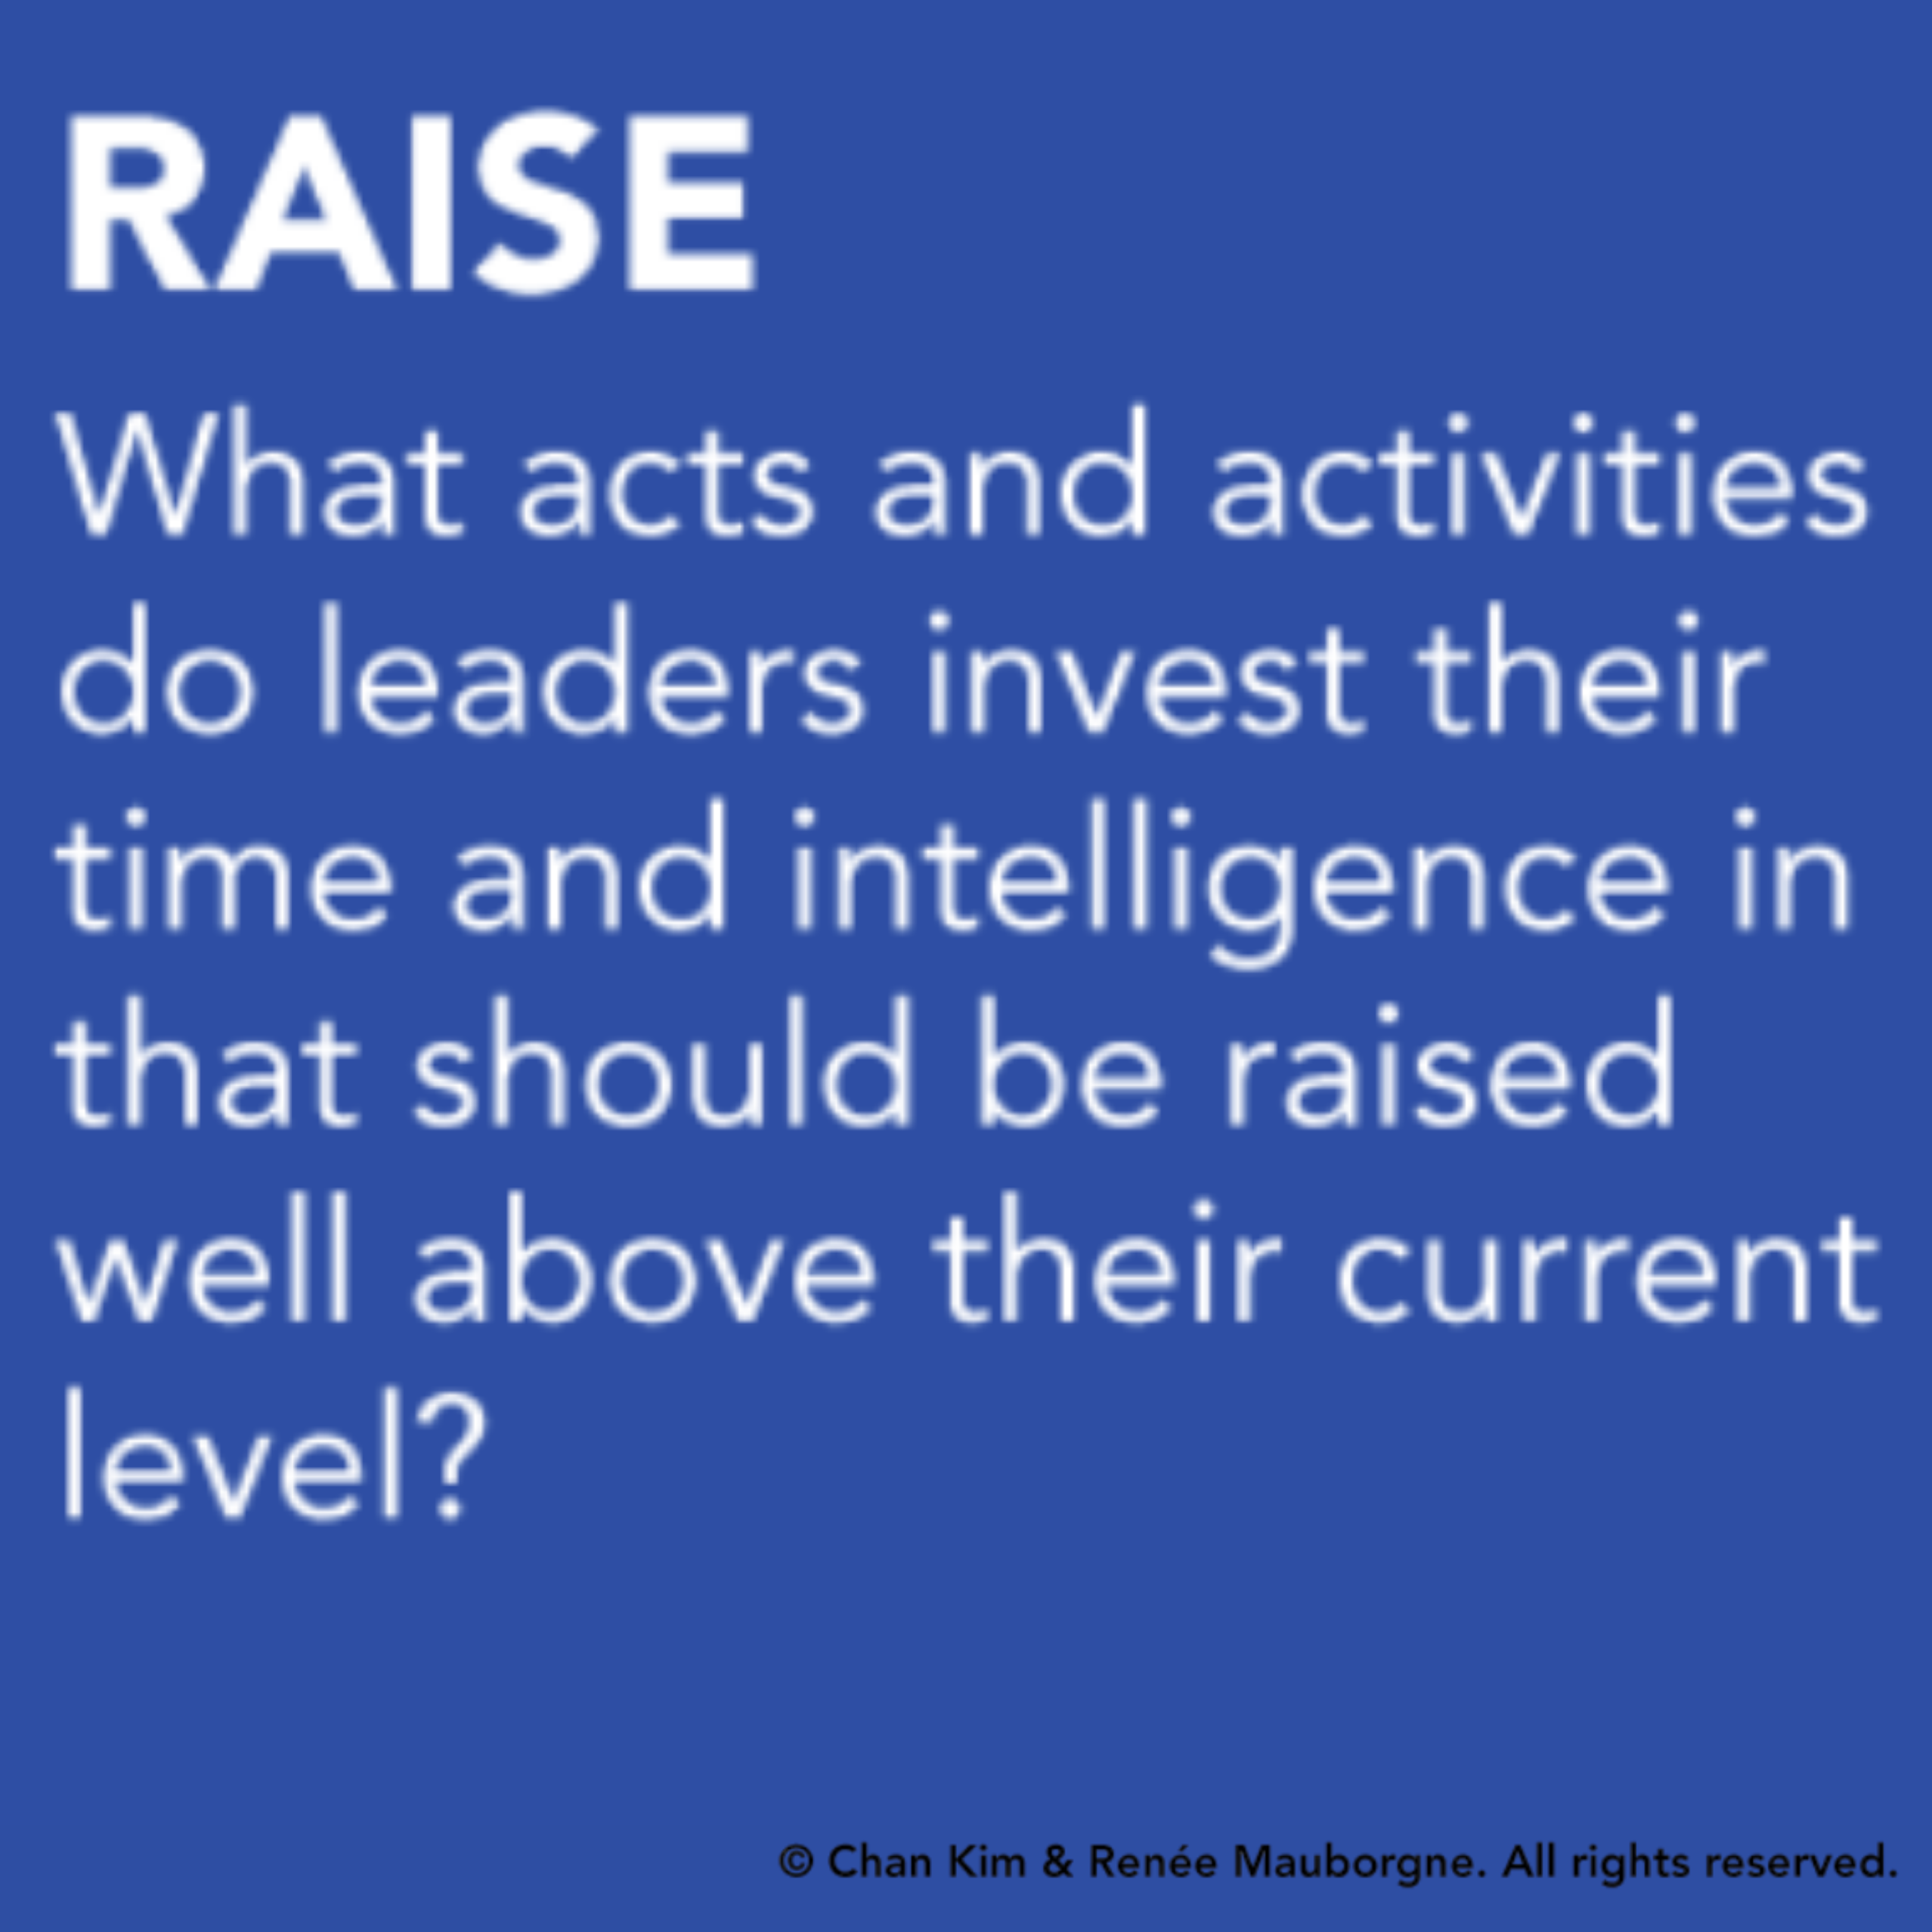 RAISE
What acts and activities
do leaders invest their
time and intelligence in
that should be raised
well above their current
level?
© Chan Kim & Renée Mauborgne. All rights reserved.